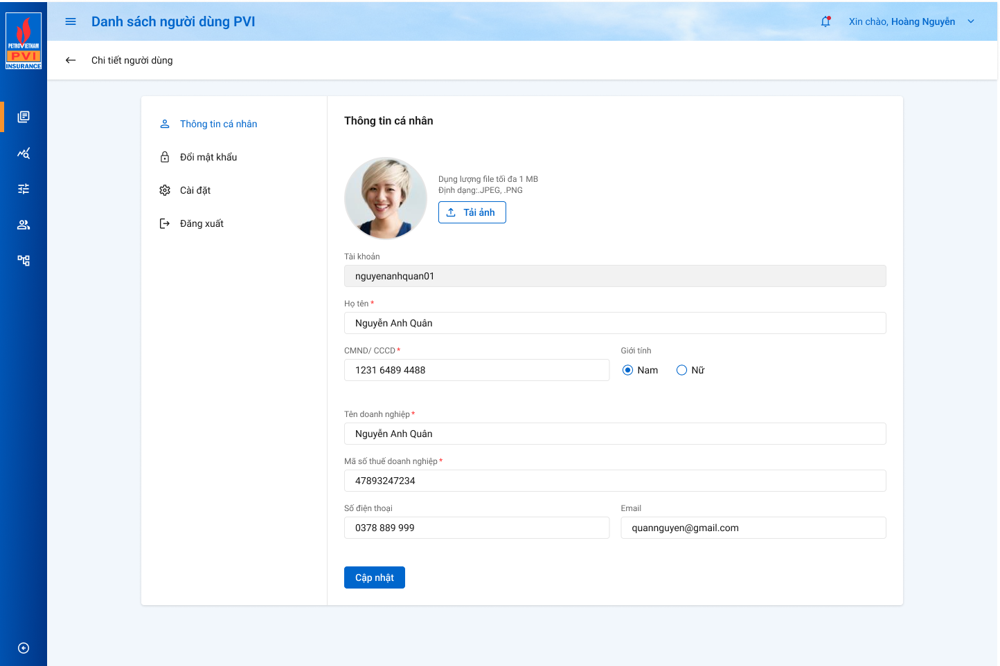 PETROVIETNAM
PVI
INSURANCE
Danh sách người dùng PVI
Xin chào, Hoàng Nguyễn
Chi tiết người dùng
Thông tin cá nhân
Đổi mật khẩu
Cài đặt
Đăng xuất
Thông tin cá nhân
Dụng lượng file tối đa 1 MB
Định dạng:.JPEG, .PNG
Tải ảnh
Tài khoản
nguyenanhquan01
Họ tên *
Nguyễn Anh Quân
CMND/ CCCD *
1231 6489 4488
Giới tính
Nam
Nữ
Tên doanh nghiệp *
Nguyễn Anh Quân
Mã số thuế doanh nghiệp *
47893247234
Số điện thoại
0378 889 999
Email
quannguyen@gmail.com
Cập nhật